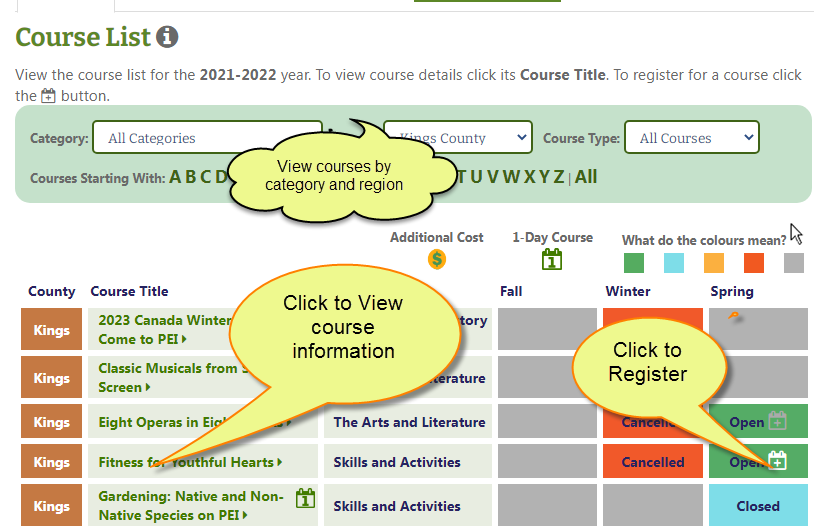 Course List
View the course list for the 2021-2022 year. To view course details click its Course Title. To register for a course click
the button.
Category: All Categories Kings County Course Type: All Courses
View courses by
category and region
Courses Starting With: A B C D T U V W X Y Z | All
Additional Cost 1-Day Course What do the colours mean?
$ 1
County Course Title Fall Winter Spring
Click to View
course
information
Kings 2023 Canada Winter
Come to PEI
Kings Classic Musicals from
Screen
Click to
Register
Kings Eight Operas in The Arts and Literature Open
Kings Fitness for Youthful Hearts Skills and Activities Cancelled Open
Kings Gardening: Native and Non-
Native Species on PEI 1 Skills and Activities Closed